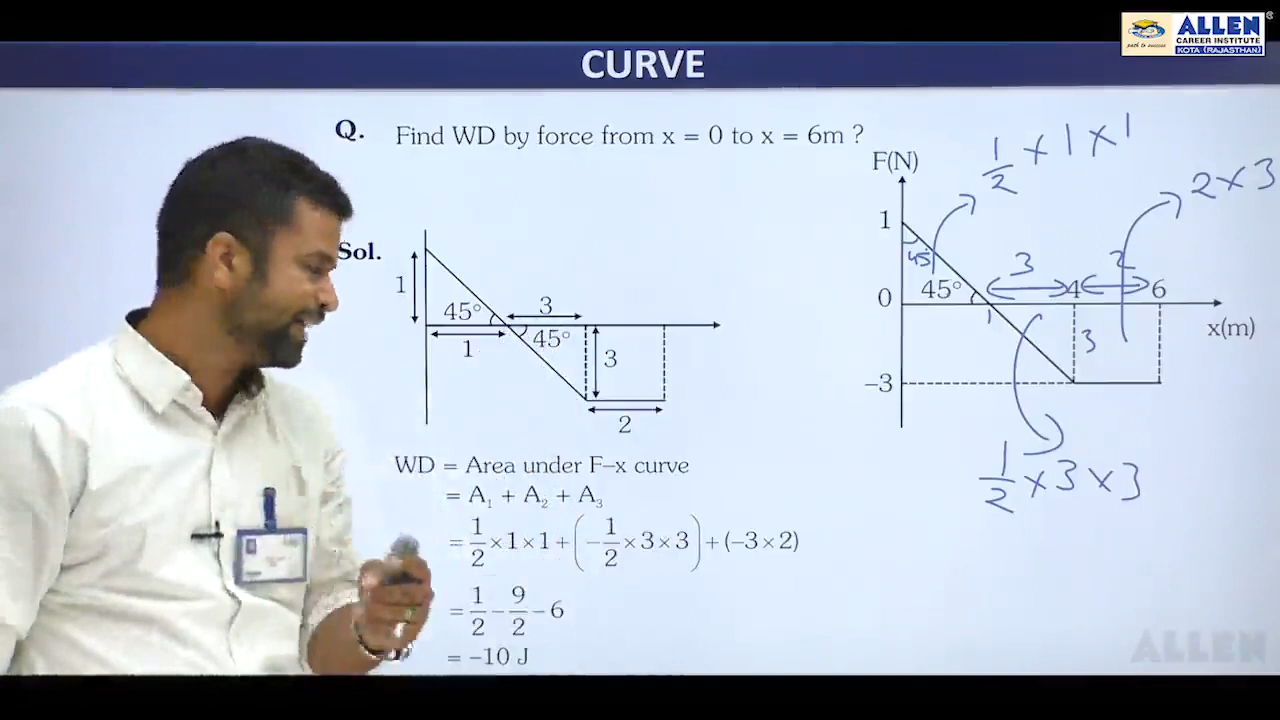 ALLEN
CAREER INSTITUTE
KOTA (RAJASTHAN)
path to success
CURVE
Q. Find WD by force from x = 0 to x = 6m ?
F(N)
1/2 × 1 × 1
2 × 3
1
45°
45°
3
2
0
4
6
1
x(m)
3
−3
1/2 × 3 × 3
Sol.
1
45°
3
45°
1
3
2
WD = Area under F–x curve
= A₁ + A₂ + A₃
= 1/2 × 1 × 1 + (−1/2 × 3 × 3) + (−3 × 2)
= 1/2 − 9/2 − 6
= −10 J
ALLEN